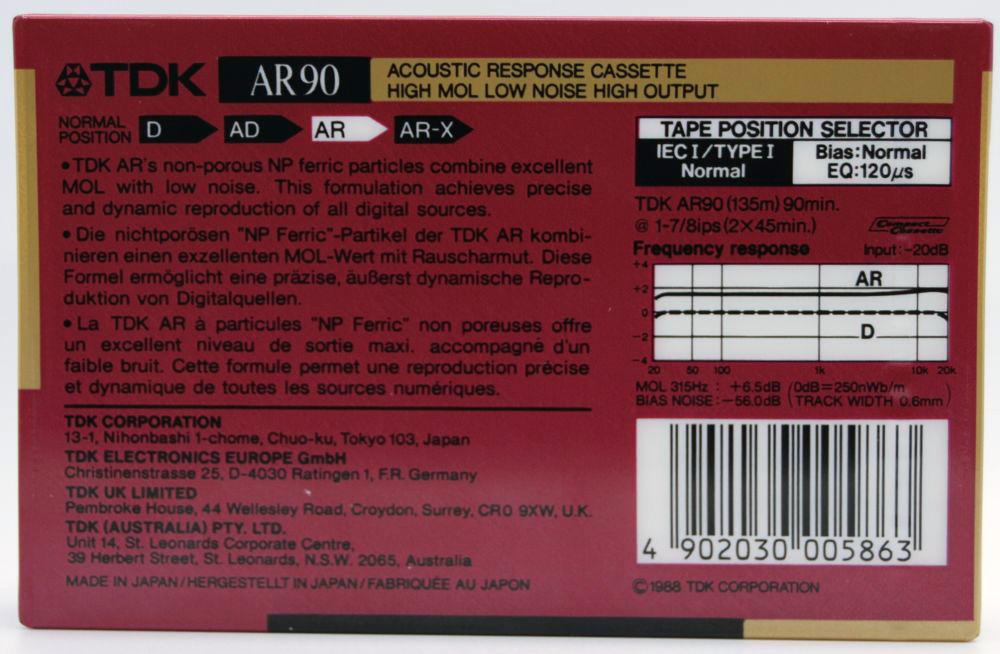 TDK AR90 ACOUSTIC RESPONSE CASSETTE
HIGH MOL LOW NOISE HIGH OUTPUT
NORMAL
POSITION D AD AR AR-X
• TDK AR's non-porous NP ferric particles combine excellent
MOL with low noise. This formulation achieves precise
and dynamic reproduction of all digital sources.
• Die nichtporösen "NP Ferric"-Partikel der TDK AR kombi-
nieren einen exzellenten MOL-Wert mit Rauscharmut. Diese
Formel ermöglicht eine präzise, äußerst dynamische Repro-
duktion von Digitalquellen.
• La TDK AR à particules "NP Ferric" non poreuses offre
un excellent niveau de sortie maxi. accompagné d'un
faible bruit. Cette formule permet une reproduction précise
et dynamique de toutes les sources numériques.
TDK CORPORATION
13-1, Nihonbashi 1-chome, Chuo-ku, Tokyo 103, Japan
TDK ELECTRONICS EUROPE GmbH
Christinenstrasse 25, D-4030 Ratingen 1, F.R. Germany
TDK UK LIMITED
Pembroke House, 44 Wellesley Road, Croydon, Surrey, CR0 9XW, U.K.
TDK (AUSTRALIA) PTY. LTD.
Unit 14, St. Leonards Corporate Centre,
39 Herbert Street, St. Leonards, N.S.W. 2065, Australia
MADE IN JAPAN/HERGESTELLT IN JAPAN/FABRIQUÉE AU JAPON
TAPE POSITION SELECTOR
IEC I/TYPE I
Normal
Bias:Normal
EQ:120µs
TDK AR90 (135m) 90min.
@ 1-7/8ips (2×45min.)
Compact
Cassette
Frequency response Input:-20dB
+4
+2
0
-2
-4
AR
D
20 50 100 1k 10k 20k
MOL 315Hz : +6.5dB (0dB=250nWb/m
BIAS NOISE:-56.0dB TRACK WIDTH 0.6mm)
4 902030 005863
©1988 TDK CORPORATION